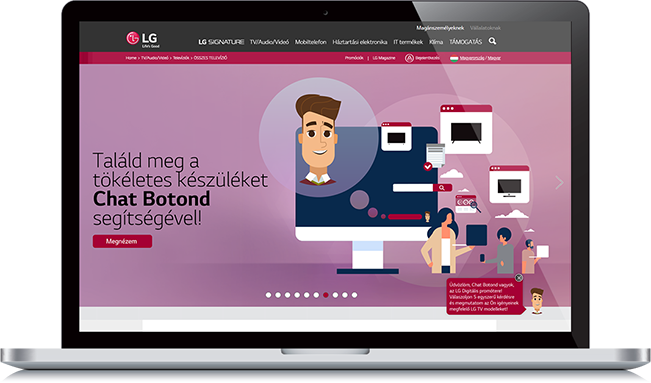 Magánszemélyeknek Vállalatoknak
LG
Life's Good
LG SIGNATURE TV/Audio/Videó Mobiltelefon Háztartási elektronika IT termékek Klíma TÁMOGATÁS
Home > TV/Audio/Videó > Televíziók > ÖSSZES TELEVÍZIÓ
Promóciók | LG Magazine Bejelentkezés Magyarország / Magyar
Találd meg a
tökéletes készüléket
Chat Botond
segítségével!
Megnézem
Üdvözlöm, Chat Botond vagyok,
az LG Digitális promótere!
Válaszoljon 5 egyszerű kérdésre
és megmutatom az Ön igényeinek
megfelelő LG TV modelleket!